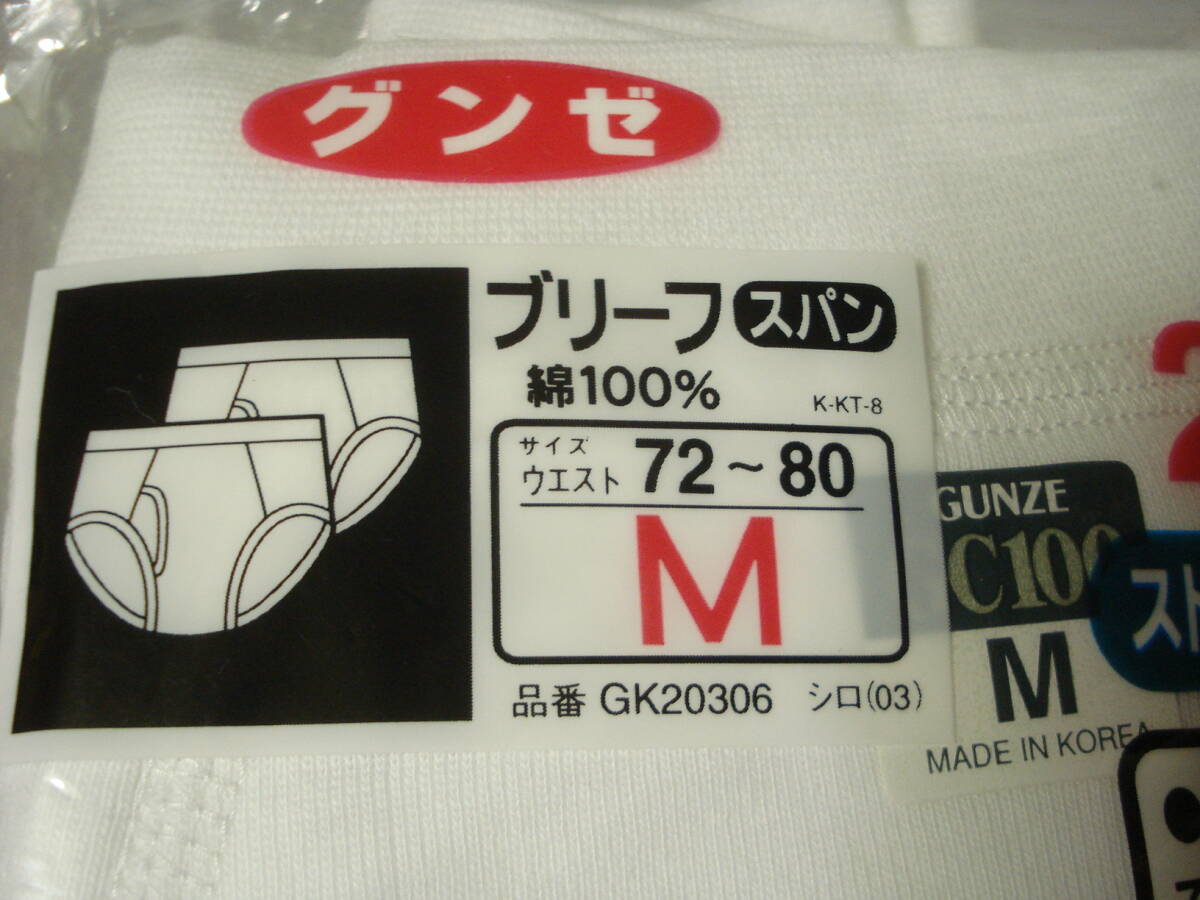 グンゼ
ブリーフ スパン
綿100%
K-KT-8
サイズ
ウエスト 72~80
M
品番 GK20306 シロ(03)
GUNZE
C100
M
MADE IN KOREA